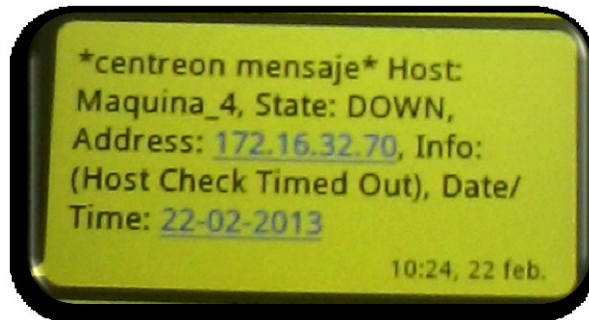 *centreon mensaje* Host:
Maquina_4, State: DOWN,
Address: 172.16.32.70, Info:
(Host Check Timed Out), Date/
Time: 22-02-2013
10:24, 22 feb.